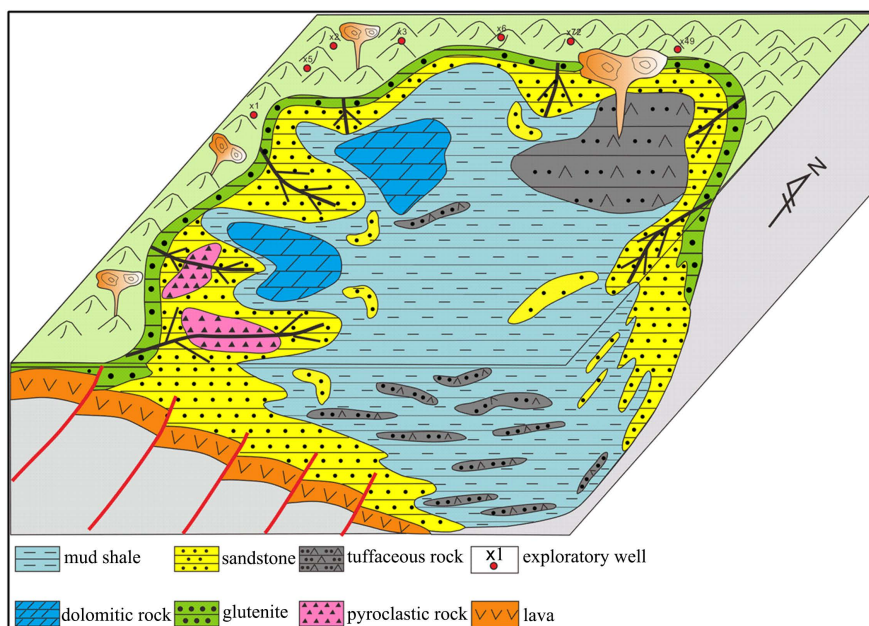 x6
x72
x3
x2
x49
x5
x1
N
mud shale
sandstone
tuffaceous rock
x1
exploratory well
dolomitic rock
glutenite
pyroclastic rock
lava